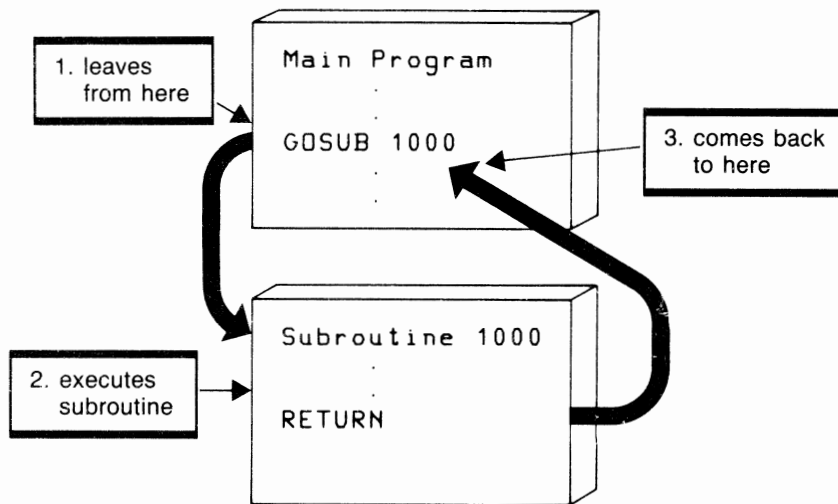 1. leaves
from here
Main Program
GOSUB 1000
3. comes back
to here
Subroutine 1000
2. executes
subroutine
RETURN